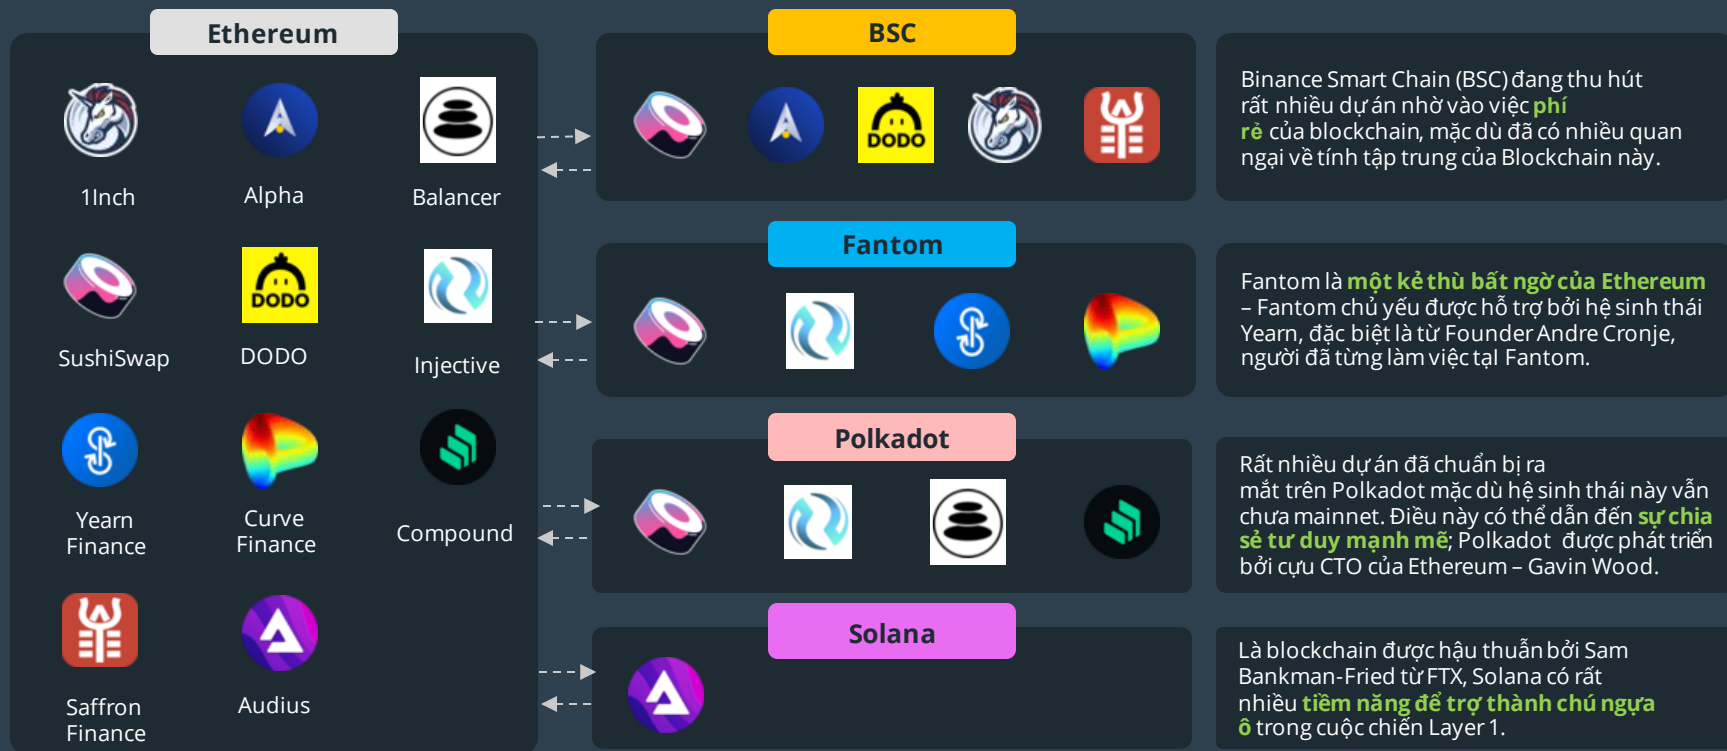 Ethereum
1Inch
Alpha
Balancer
SushiSwap
DODO
DODO
Injective
Yearn
Finance
Curve
Finance
Compound
Saffron
Finance
Audius
BSC
DODO
Binance Smart Chain (BSC) đang thu hút
rất nhiều dự án nhờ vào việc phí
rẻ của blockchain, mặc dù đã có nhiều quan
ngại về tính tập trung của Blockchain này.
Fantom
Fantom là một kẻ thù bất ngờ của Ethereum
– Fantom chủ yếu được hỗ trợ bởi hệ sinh thái
Yearn, đặc biệt là từ Founder Andre Cronje,
người đã từng làm việc tạI Fantom.
Polkadot
Rất nhiều dự án đã chuẩn bị ra
mắt trên Polkadot mặc dù hệ sinh thái này vẫn
chưa mainnet. Điều này có thể dẫn đến sự chia
sẻ tư duy mạnh mẽ; Polkadot được phát triển
bởi cựu CTO của Ethereum – Gavin Wood.
Solana
Là blockchain được hậu thuẫn bởi Sam
Bankman-Fried từ FTX, Solana có rất
nhiều tiềm năng để trợ thành chú ngựa
ô trong cuộc chiến Layer 1.